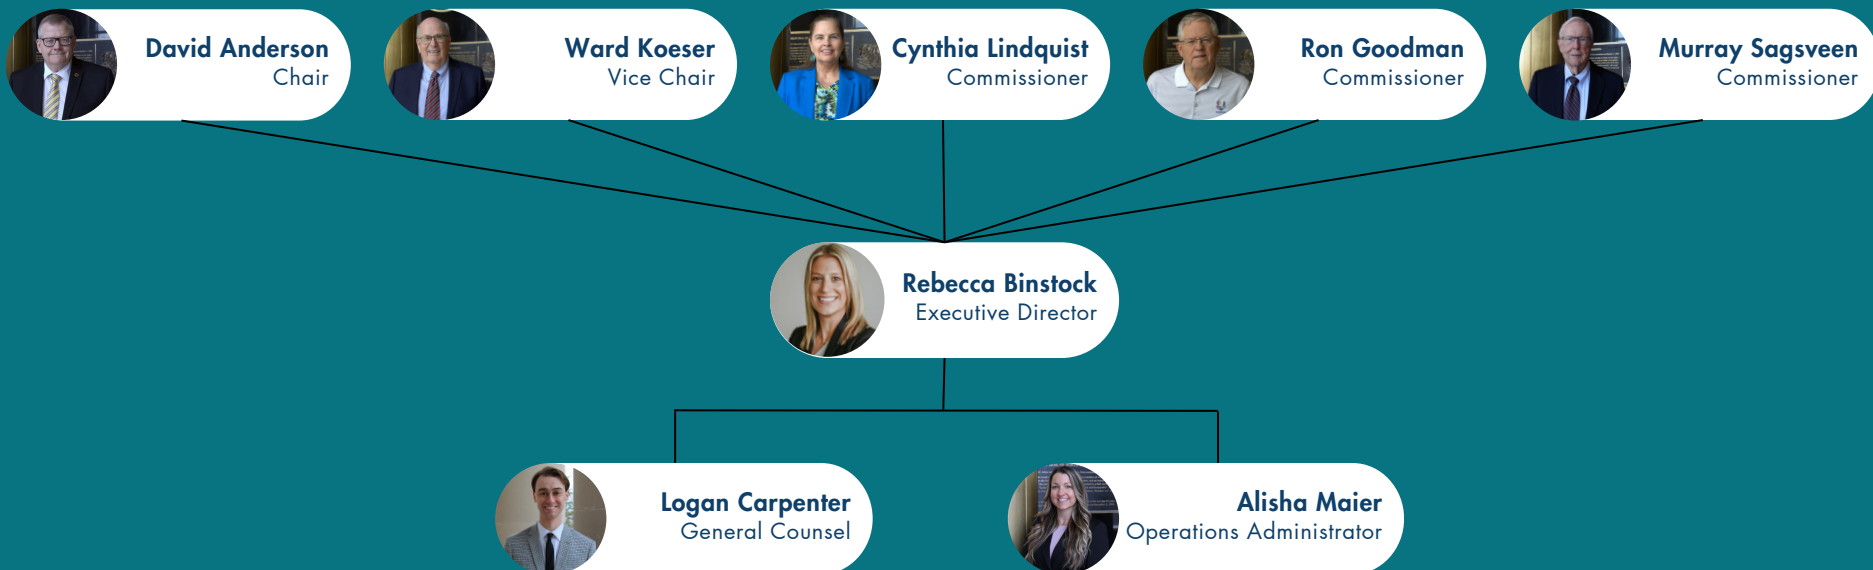 David Anderson
Chair
Ward Koeser
Vice Chair
Cynthia Lindquist
Commissioner
Ron Goodman
Commissioner
Murray Sagsveen
Commissioner
Rebecca Binstock
Executive Director
Logan Carpenter
General Counsel
Alisha Maier
Operations Administrator